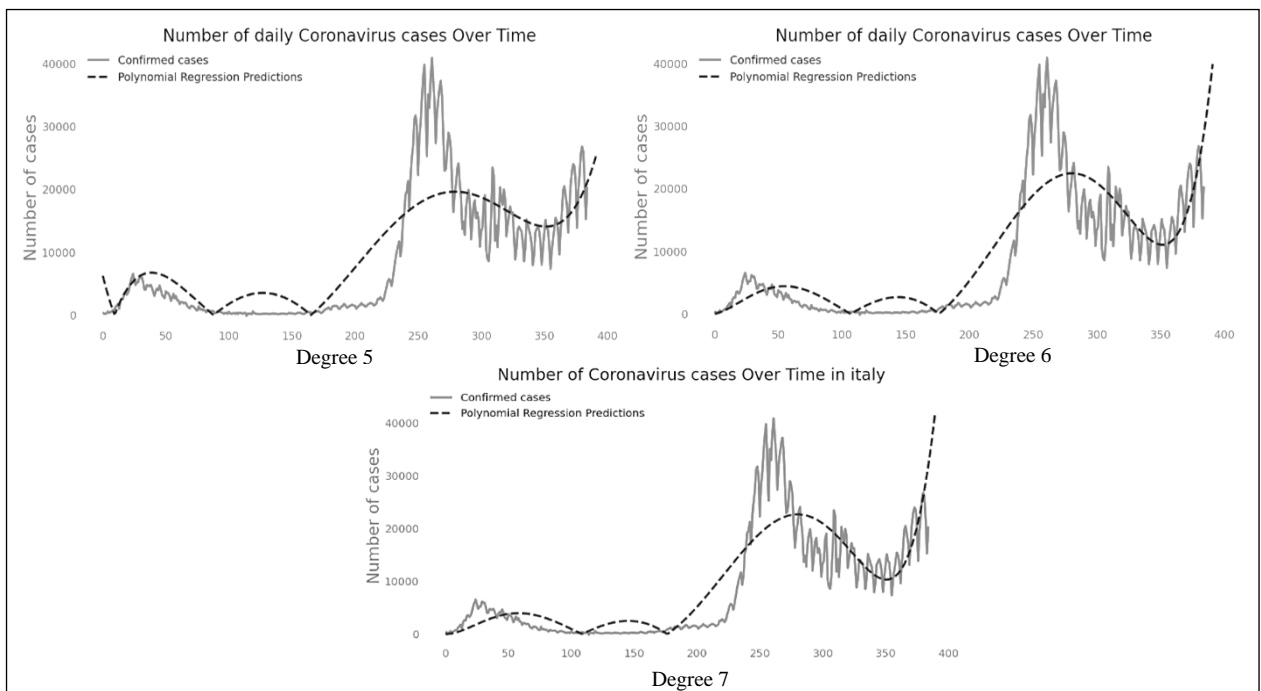 Number of daily Coronavirus cases Over Time
Confirmed cases
Polynomial Regression Predictions
Number of cases
40000
30000
20000
10000
0
0 50 100 150 200 250 300 350 400
Degree 5
Number of daily Coronavirus cases Over Time
Confirmed cases
Polynomial Regression Predictions
Number of cases
40000
30000
20000
10000
0
0 50 100 150 200 250 300 350 400
Degree 6
Number of Coronavirus cases Over Time in italy
Confirmed cases
Polynomial Regression Predictions
Number of cases
40000
30000
20000
10000
0
0 50 100 150 200 250 300 350 400
Degree 7